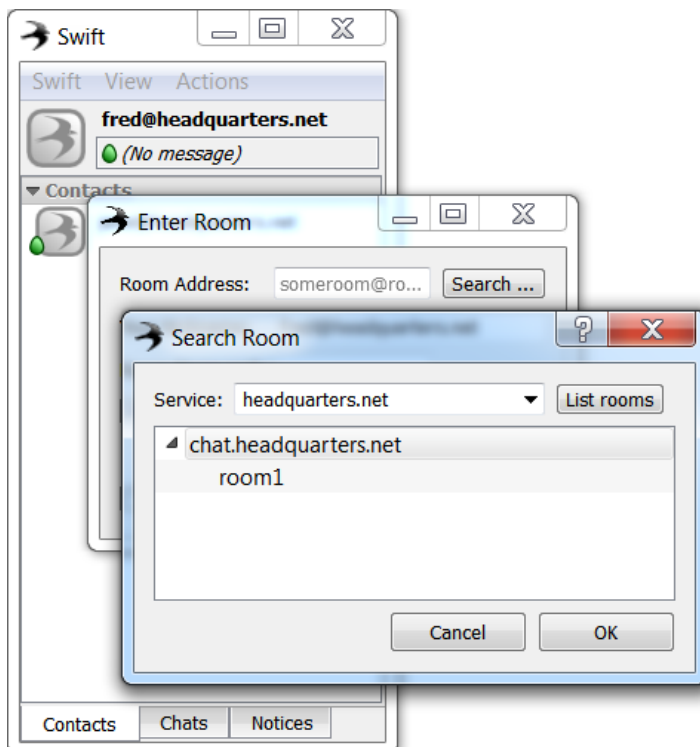 Swift
Swift View Actions
fred@headquarters.net
(No message)
Contacts
Enter Room
Room Address: someroom@ro... Search ...
Search Room
Service: headquarters.net List rooms
chat.headquarters.net
room1
Cancel OK
Contacts Chats Notices